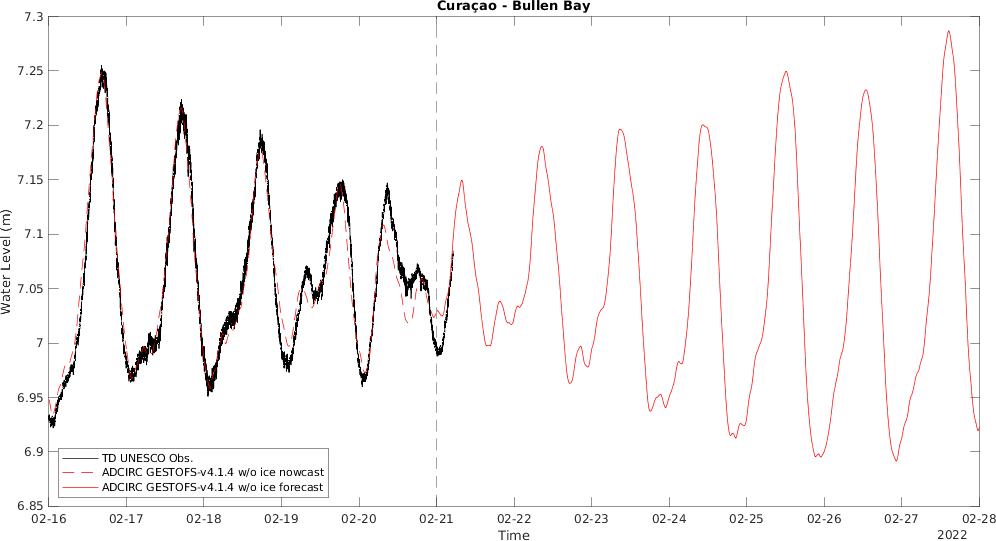 Curaçao - Bullen Bay
Water Level (m)
7.3
7.25
7.2
7.15
7.1
7.05
7
6.95
6.9
6.85
TD UNESCO Obs.
ADCIRC GESTOFS-v4.1.4 w/o ice nowcast
ADCIRC GESTOFS-v4.1.4 w/o ice forecast
02-16 02-17 02-18 02-19 02-20 02-21 02-22 02-23 02-24 02-25 02-26 02-27 02-28
Time
2022